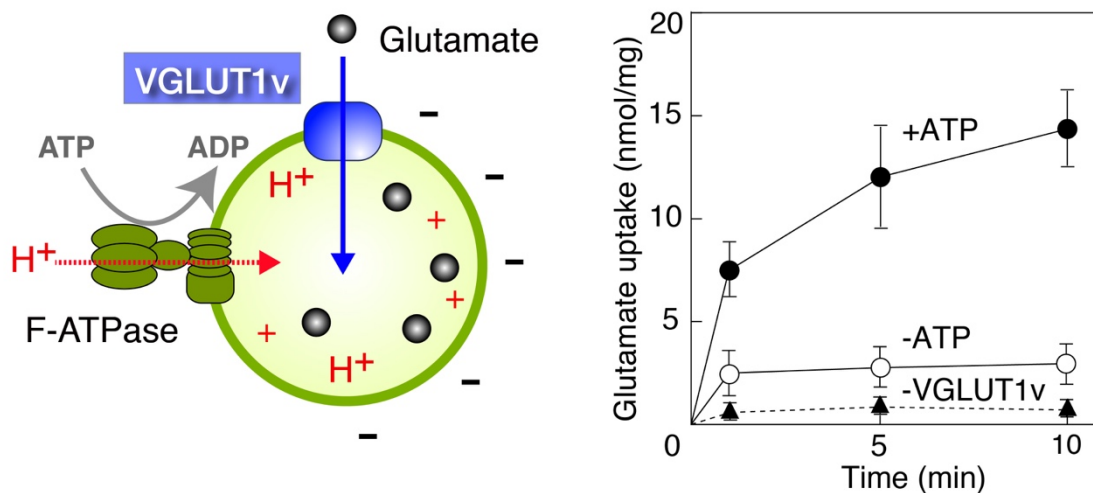 Glutamate
VGLUT1v
ATP
ADP
H+
H+
+
+
+
H+
F-ATPase
-
-
-
-
-
Glutamate uptake (nmol/mg)
20
15
10
5
0
5
10
+ATP
-ATP
-VGLUT1v
Time (min)